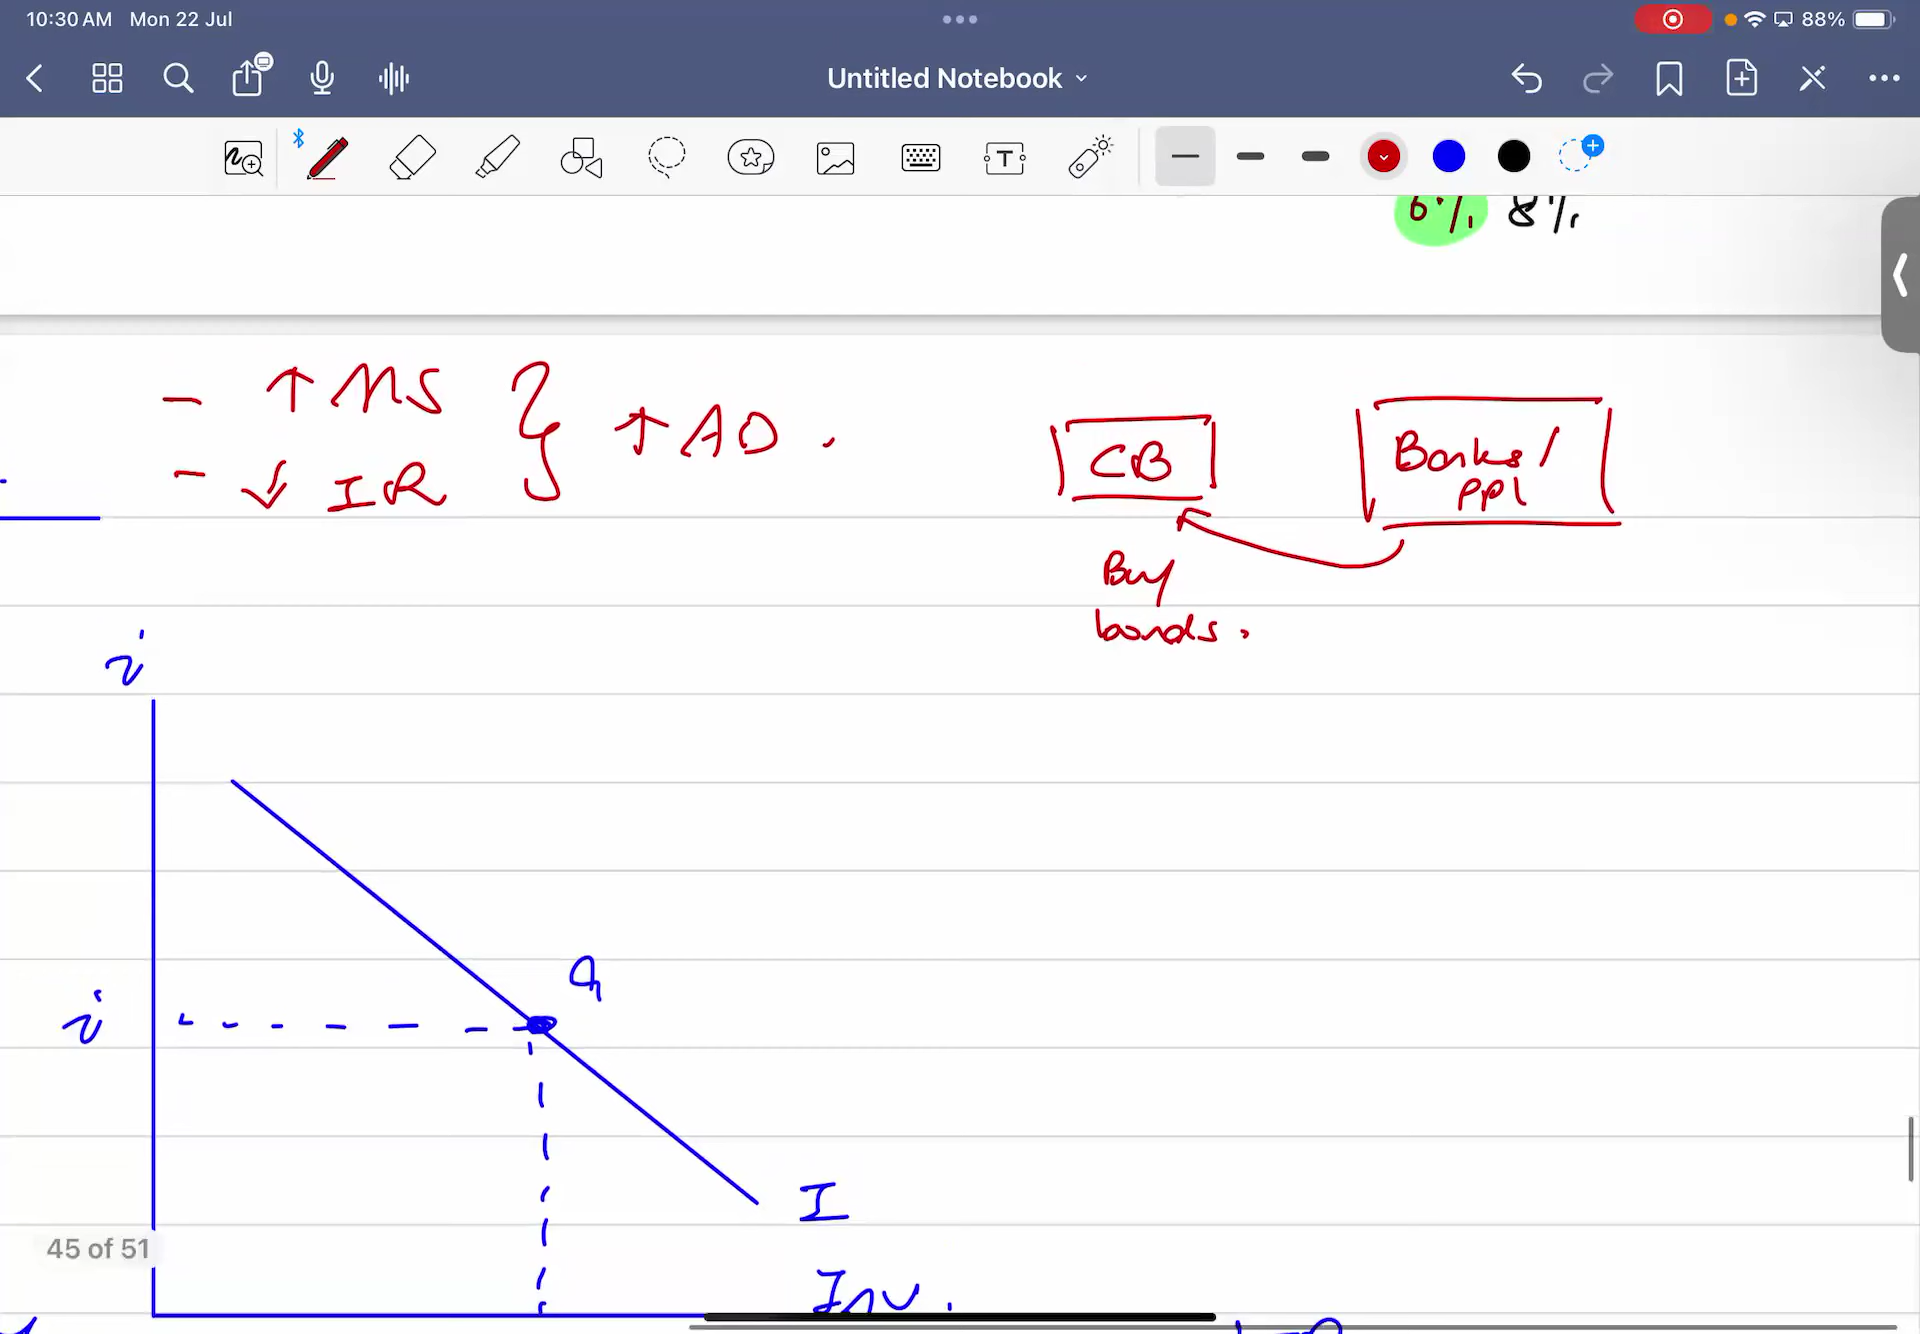 10:30 AM Mon 22 Jul
88%
Untitled Notebook
T
6% 8%
- ↑ MS
- ↓ IR
↑ AD.
CB
Banks/
ppl
Buy
bonds.
i
a
i
I
45 of 51
Inv.